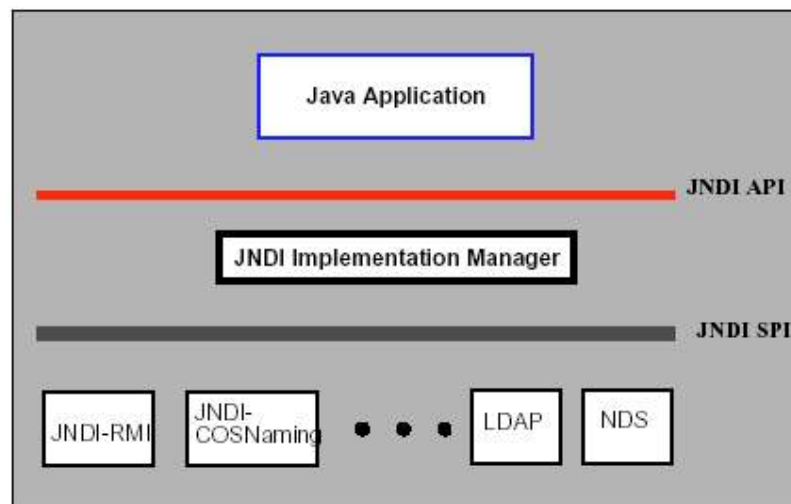 Java Application
JNDI API
JNDI Implementation Manager
JNDI SPI
JNDI-RMI
JNDI-
COSNaming
LDAP
NDS